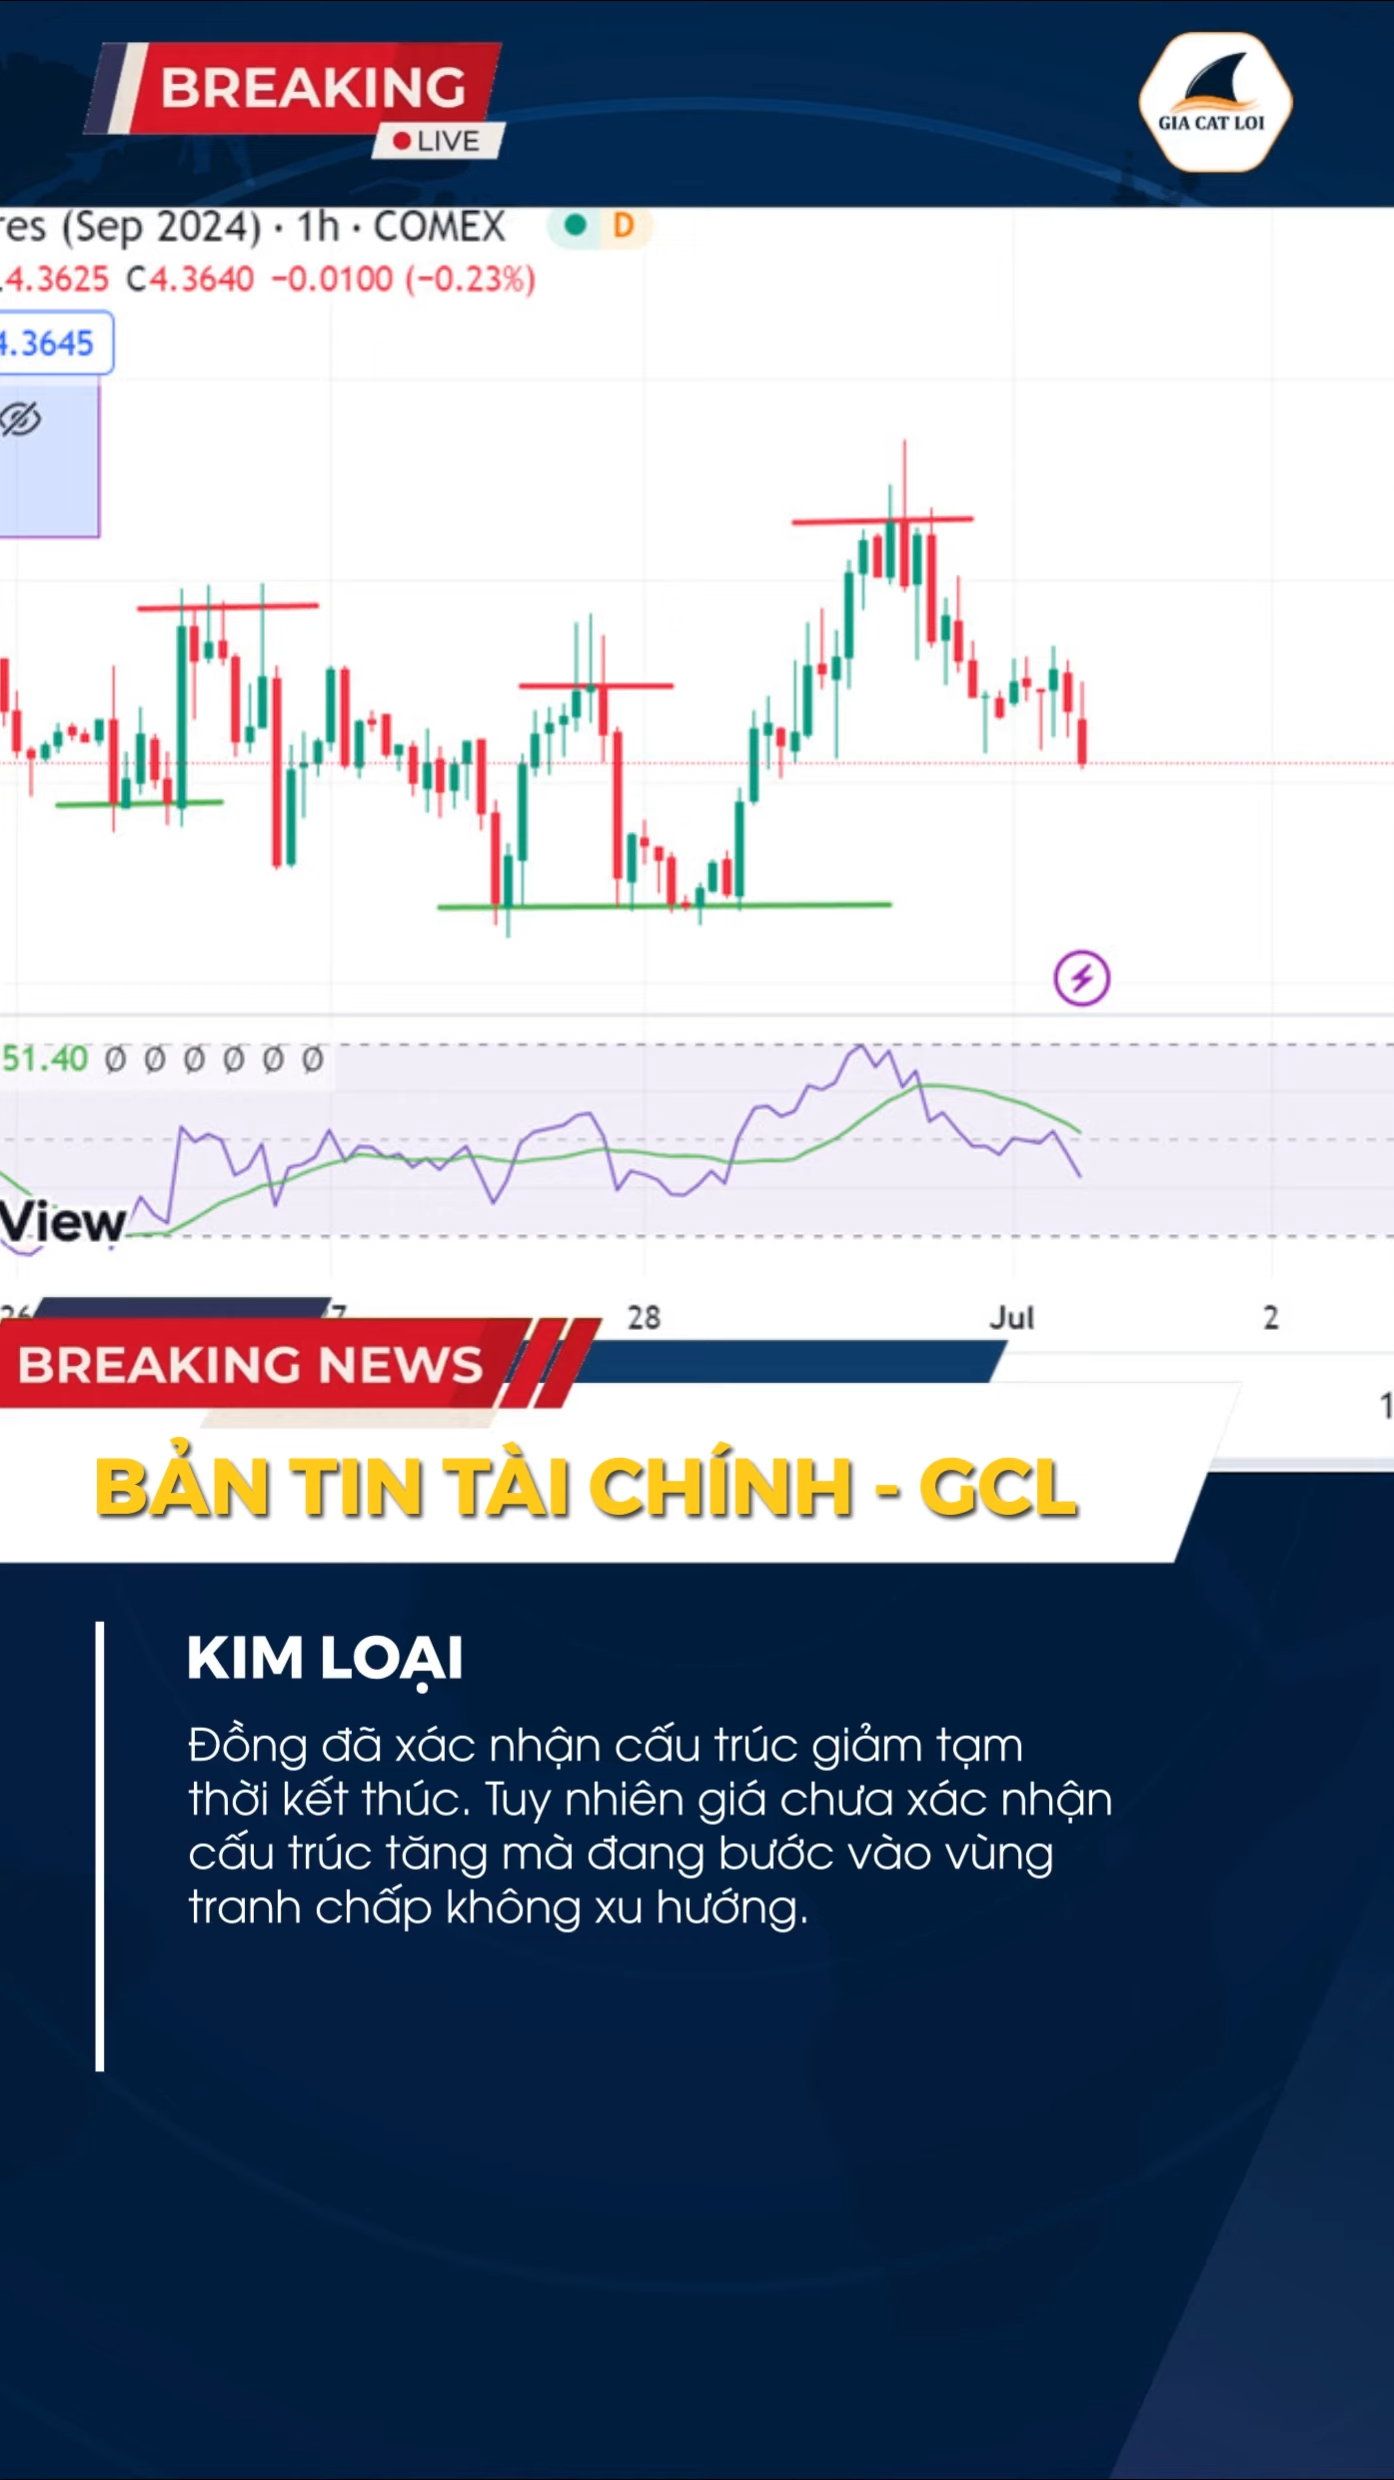 BREAKING
LIVE
GIA CAT LOI
res (Sep 2024) · 1h · COMEX D
4.3625 C4.3640 −0.0100 (−0.23%)
4.3645
51.40 Ø Ø Ø Ø Ø Ø
View
26 7 28 Jul 2
BREAKING NEWS
1
BẢN TIN TÀI CHÍNH - GCL
KIM LOẠI
Đồng đã xác nhận cấu trúc giảm tạm
thời kết thúc. Tuy nhiên giá chưa xác nhận
cấu trúc tăng mà đang bước vào vùng
tranh chấp không xu hướng.